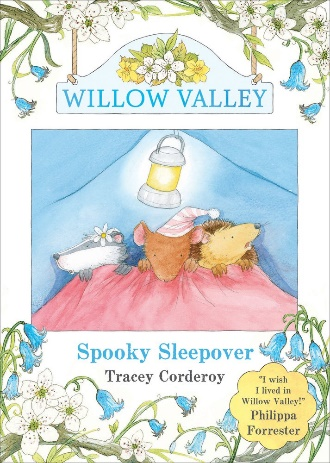 WILLOW VALLEY
Spooky Sleepover
Tracey Corderoy
"I wish
I lived in
Willow Valley!"
Philippa
Forrester